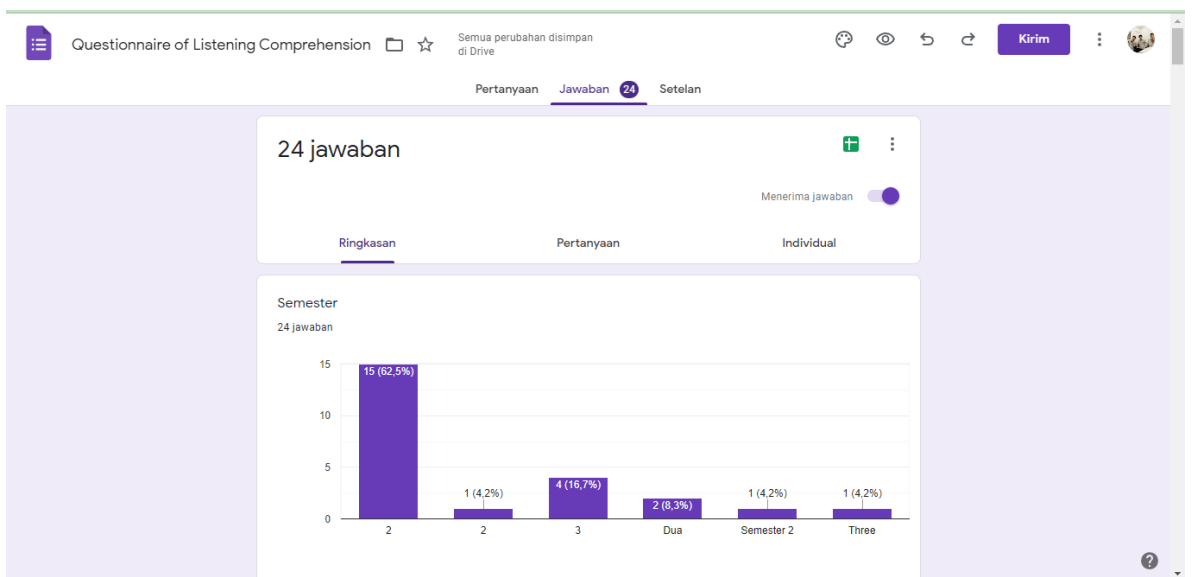 Questionnaire of Listening Comprehension
Semua perubahan disimpan
di Drive
Kirim
Pertanyaan Jawaban 24 Setelan
24 jawaban
Menerima jawaban
Ringkasan Pertanyaan Individual
Semester
24 jawaban
15
15 (62,5%)
10
5
1 (4,2%) 4 (16,7%) 2 (8,3%) 1 (4,2%) 1 (4,2%)
0
2 2 3 Dua Semester 2 Three